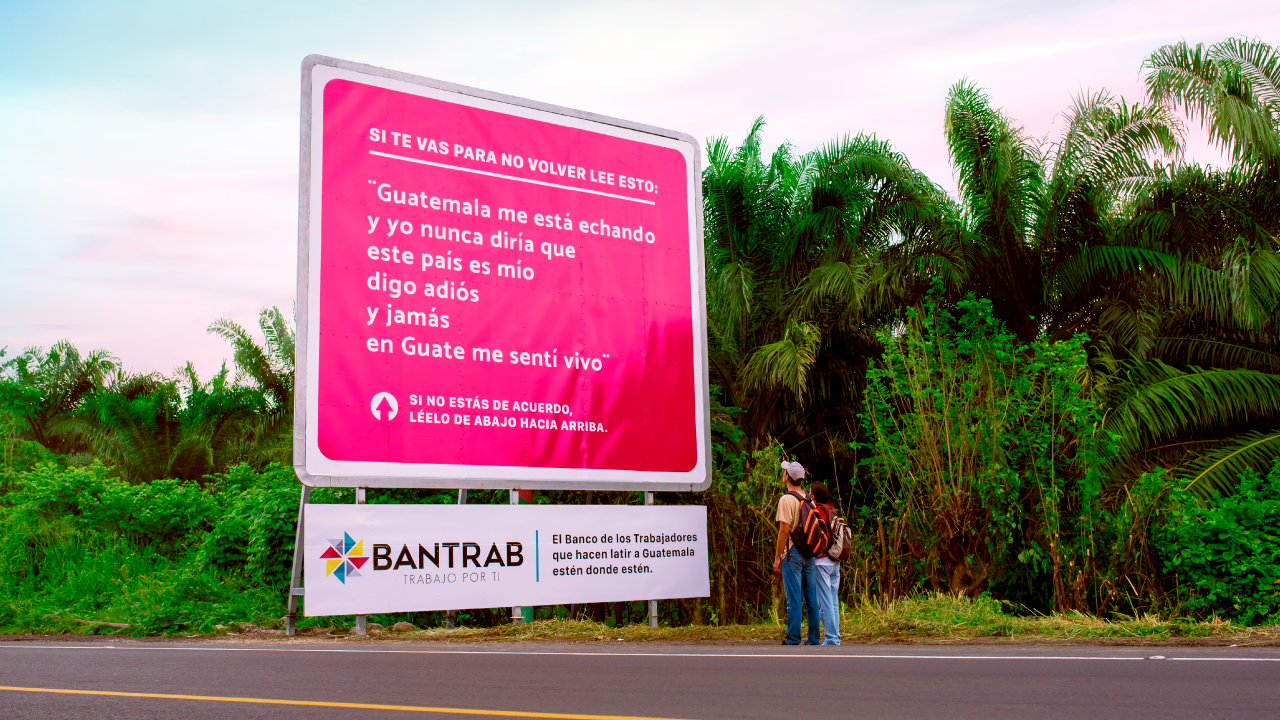 SI TE VAS PARA NO VOLVER LEE ESTO:
¨Guatemala me está echando
y yo nunca diría que
este país es mío
digo adiós
y jamás
en Guate me sentí vivo¨
SI NO ESTÁS DE ACUERDO,
LÉELO DE ABAJO HACIA ARRIBA.
BANTRAB
TRABAJO POR TI
El Banco de los Trabajadores
que hacen latir a Guatemala
estén donde estén.